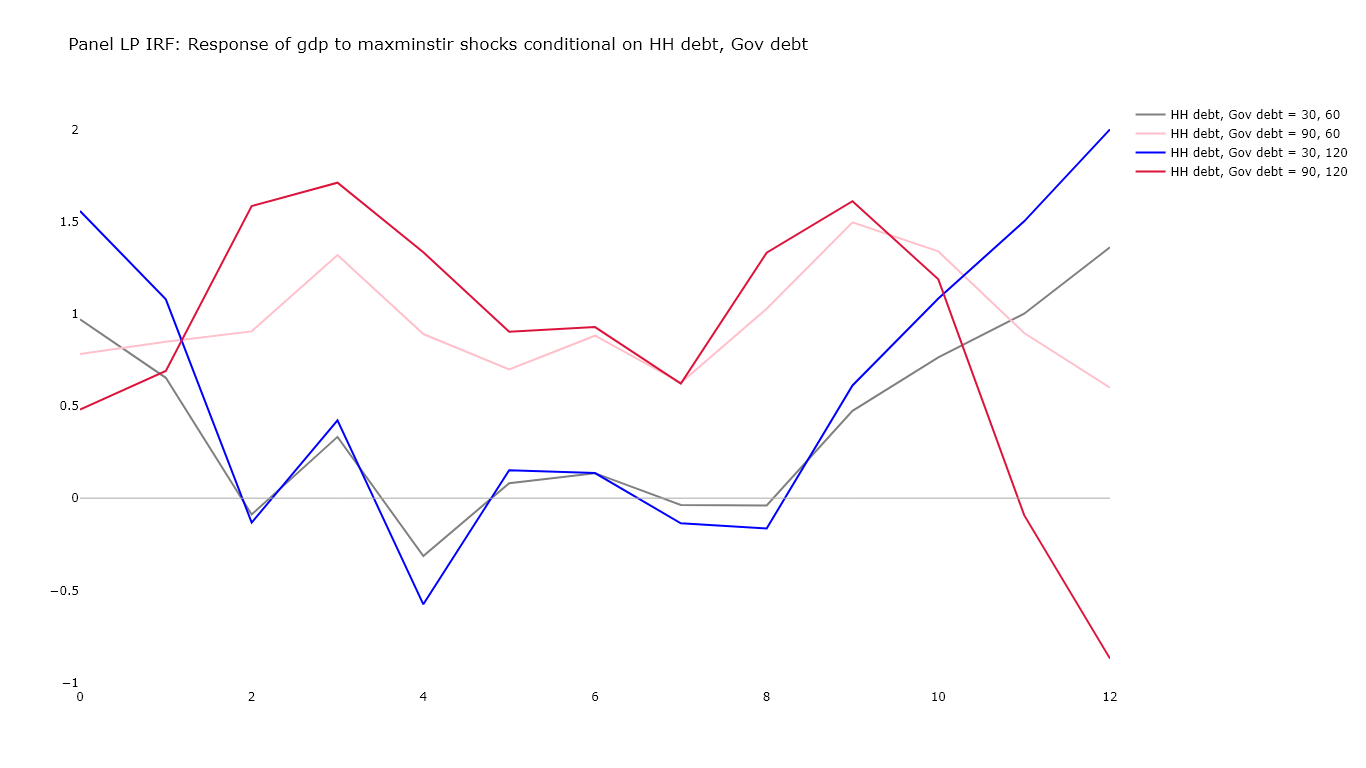 Panel LP IRF: Response of gdp to maxminstir shocks conditional on HH debt, Gov debt
HH debt, Gov debt = 30, 60
HH debt, Gov debt = 90, 60
HH debt, Gov debt = 30, 120
HH debt, Gov debt = 90, 120
2
1.5
1
0.5
0
−0.5
−1
0 2 4 6 8 10 12